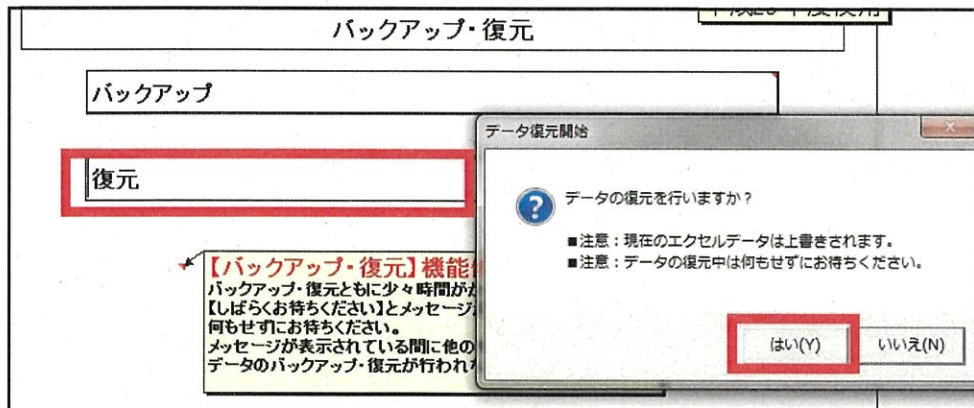 バックアップ・復元
バックアップ
復元
データ復元開始
データの復元を行いますか？
■注意：現在のエクセルデータは上書きされます。
■注意：データの復元中は何もせずにお待ちください。
はい(Y)
いいえ(N)
【バックアップ・復元】機能
バックアップ・復元ともに少々時間が
【しばらくお待ちください】とメッセージ
何もせずにお待ちください。
メッセージが表示されている間に他の
データのバックアップ・復元が行われ